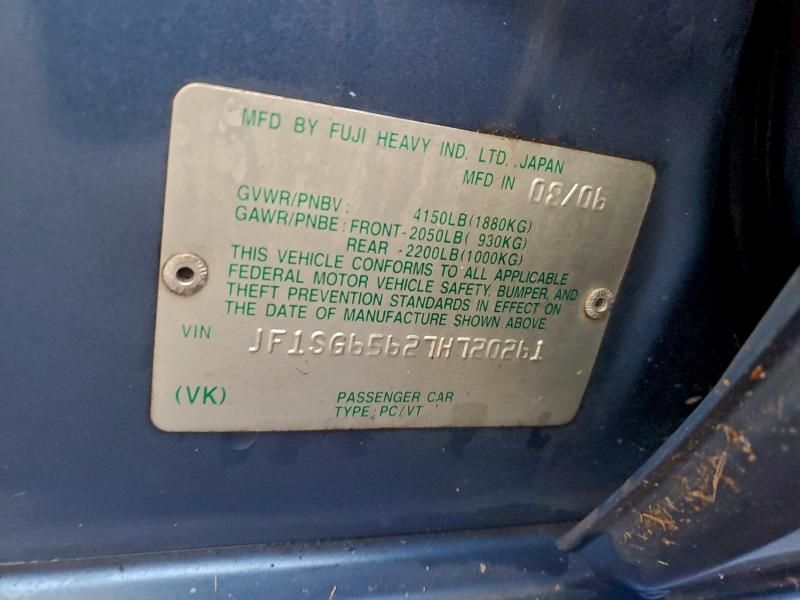 MFD BY FUJI HEAVY IND. LTD. JAPAN
MFD IN 08/06
GVWR/PNBV: 4150LB(1880KG)
GAWR/PNBE: FRONT-2050LB( 930KG)
REAR -2200LB(1000KG)
THIS VEHICLE CONFORMS TO ALL APPLICABLE
FEDERAL MOTOR VEHICLE SAFETY, BUMPER, AND
THEFT PREVENTION STANDARDS IN EFFECT ON
THE DATE OF MANUFACTURE SHOWN ABOVE.
VIN JF1SG65627H720261
(VK) PASSENGER CAR
TYPE: PC/VT